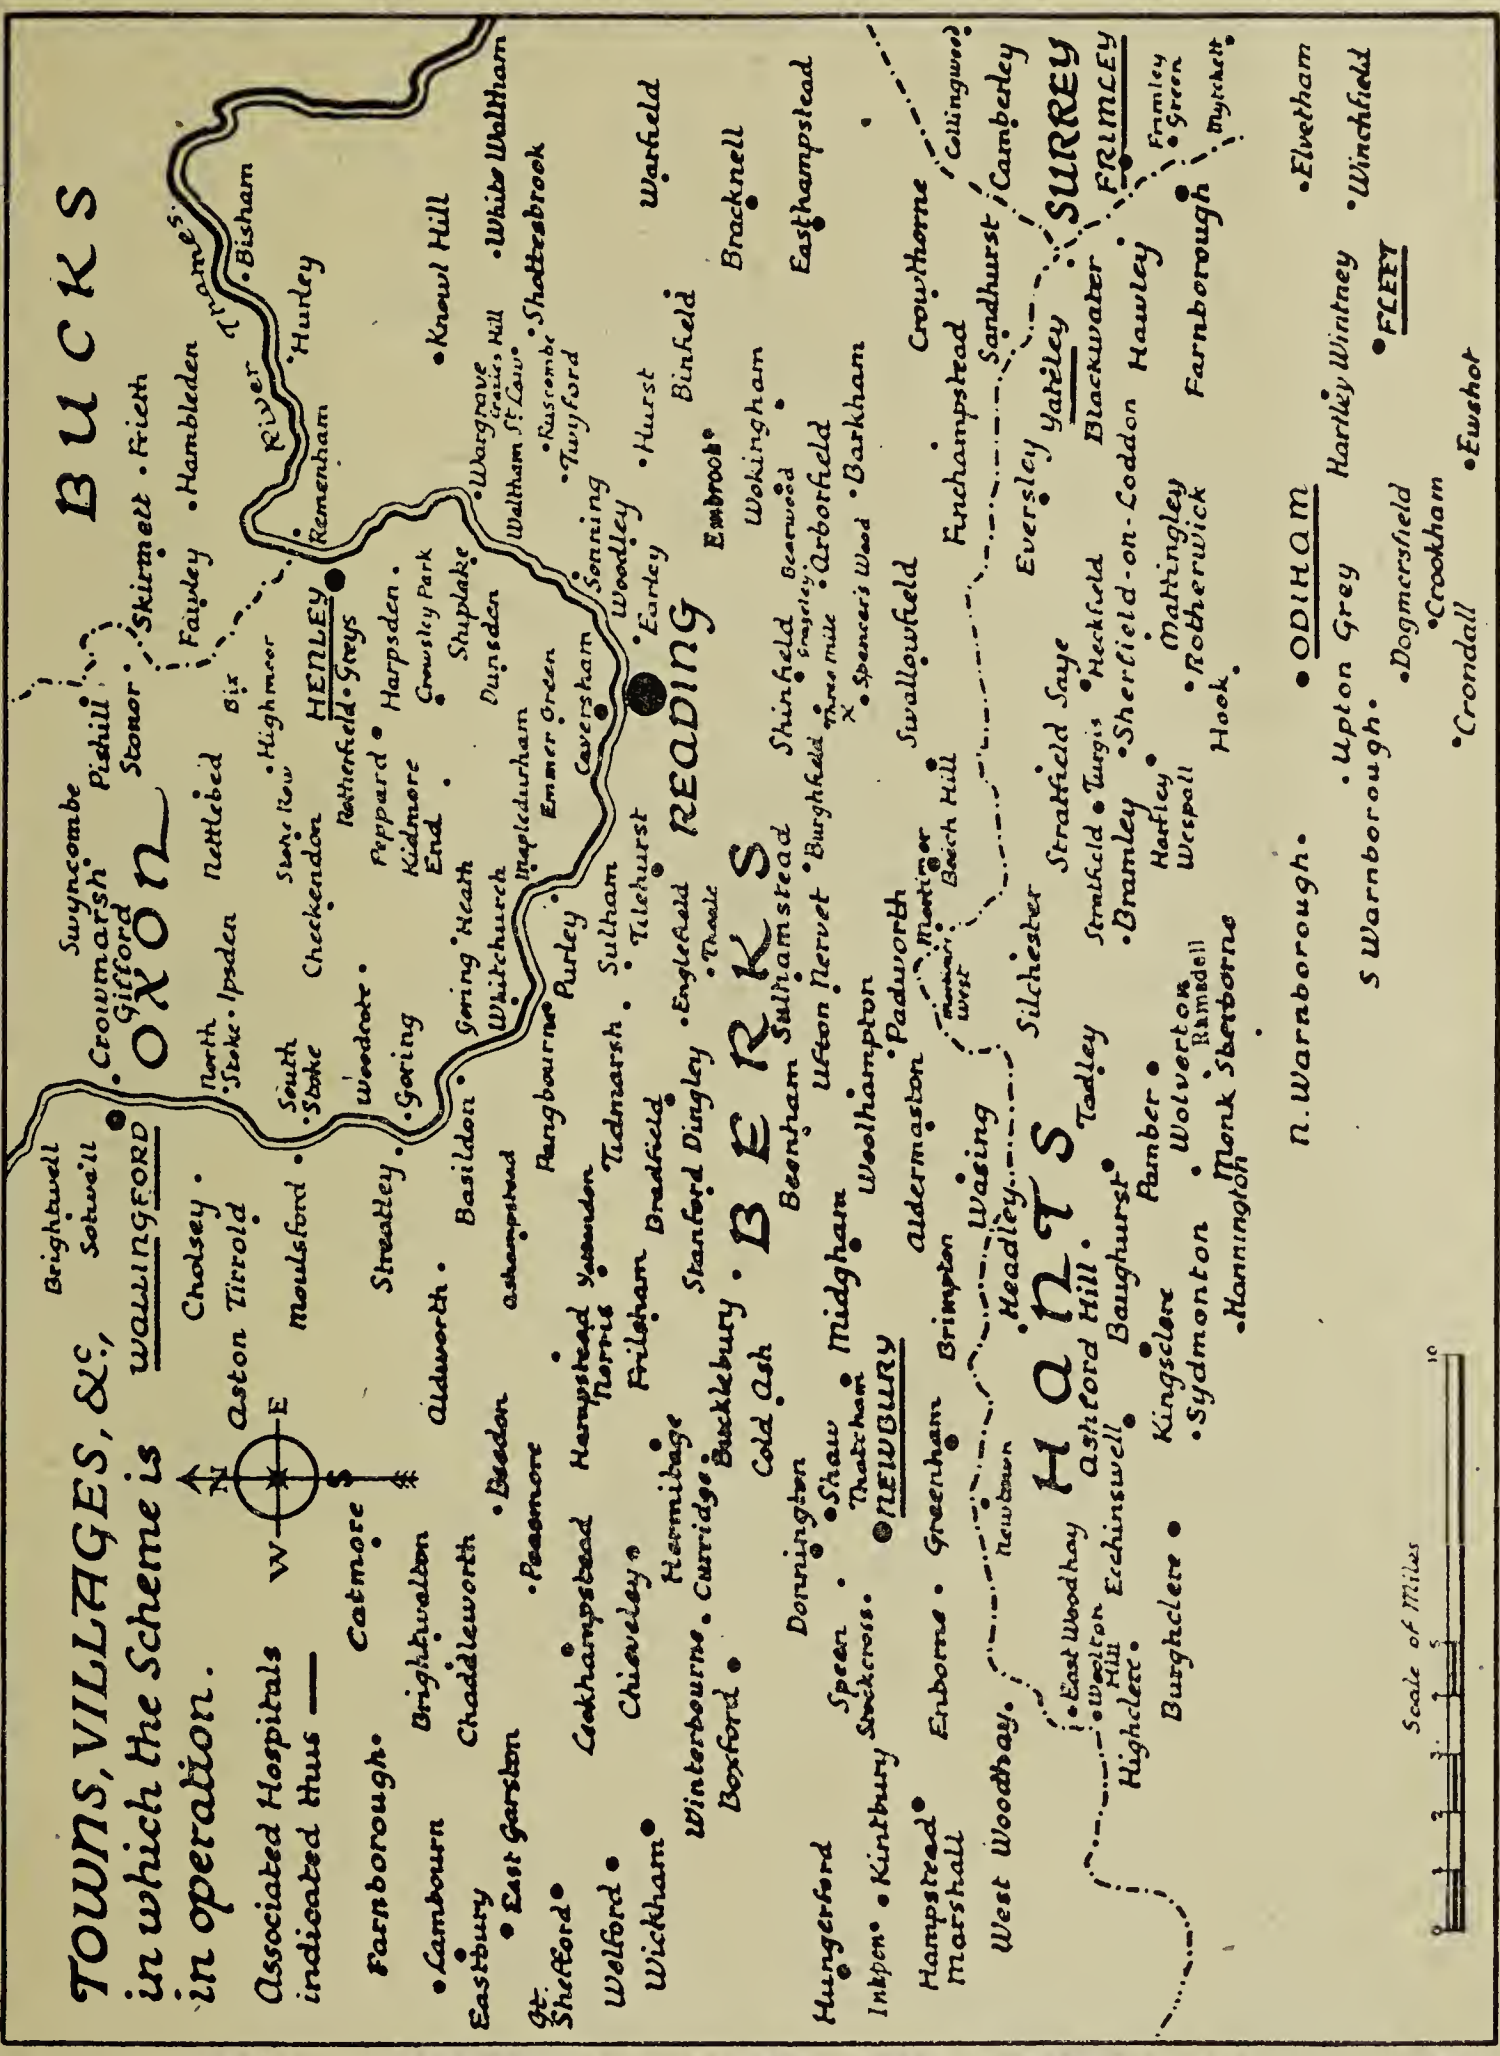 TOWNS, VILLAGES, &c.,
in which the Scheme is
in operation.
Associated Hospitals
indicated thus
N
W
E
S
Brightwell
Sotwell
WALLINGFORD
Cholsey
Aston Tirrold
Moulsford
Streatley
Aldworth
Basildon
Ashampstead
Pangbourne
Catmore
Farnborough
Brightwalton
Chaddleworth
Lambourn
Eastbury
East Garston
Gt.
Shefford
Welford
Wickham
Beedon
Peasmore
Leckhampstead
Chieveley
Hermitage
Curridge
Winterbourne
Boxford
Hampstead
Norris
Yattendon
Frilsham
Bucklebury
Cold Ash
Tidmarsh
Bradfield
Stanford Dingley
Englefield
Theale
Sulham
Purley
Tilehurst
BERKS
Beenham
Sulhamstead
Ufton Nervet
Burghfield
Woolhampton
Padworth
Midgham
Thatcham
Shaw
NEWBURY
Donnington
Speen
Stockcross
Hungerford
Inkpen
Kintbury
Hampstead
Marshall
Enborne
Greenham
Newtown
West Woodhay
Brimpton
Aldermaston
Wasing
Headley
Mortimer
Mortimer
West
Beech Hill
Silchester
Tadley
HANTS
East Woodhay
Woolton
Hill
Highclere
Burghclere
Ecchinswell
Ashford Hill
Baughurst
Kingsclere
Sydmonton
Hannington
Pamber
Wolverton
Ramsdell
Monk Sherborne
Bramley
Stratfield Saye
Stratfield Turgis
Hartley
Wespall
Sherfield-on-Loddon
Heckfield
Mattingley
Rotherwick
Hook
N. Warnborough
S Warnborough
ODIHAM
Upton Grey
Hartley Wintney
FLEET
Winchfield
Elvetham
Dogmersfield
Crookham
Crondall
Ewshot
OXON
Swyncombe
Crowmarsh
Gifford
Pishill
Stonor
North
Stoke
Ipsden
Nettlebed
Bix
Highmoor
Stoke Row
Checkendon
South
Stoke
Woodcote
Goring
Goring Heath
Whitchurch
Mapledurham
Rotherfield Greys
Peppard
Kidmore
End
HENLEY
Harpsden
Crowsley Park
Shiplake
Dunsden
Emmer Green
Caversham
READING
BUCKS
Skirmett
Frieth
Fawley
Hambleden
River Thames
Bisham
Hurley
Remenham
Knowl Hill
Wargrave
Crazies Hill
Waltham St. Law
White Waltham
Shottesbrook
Ruscombe
Twyford
Sonning
Woodley
Earley
Hurst
Warfield
Binfield
Bracknell
Easthampstead
Embrook
Wokingham
Bearwood
Arborfield
Barkham
Shinfield
Grazeley
Three mile
X
Spencers Wood
Swallowfield
Finchampstead
Crowthorne
Sandhurst
Eversley
Yateley
Blackwater
Hawley
Farnborough
Collingwood
Camberley
SURREY
FRIMLEY
Frimley
Green
Mytchett
Scale of Miles
0
1
2
3
4
5
10